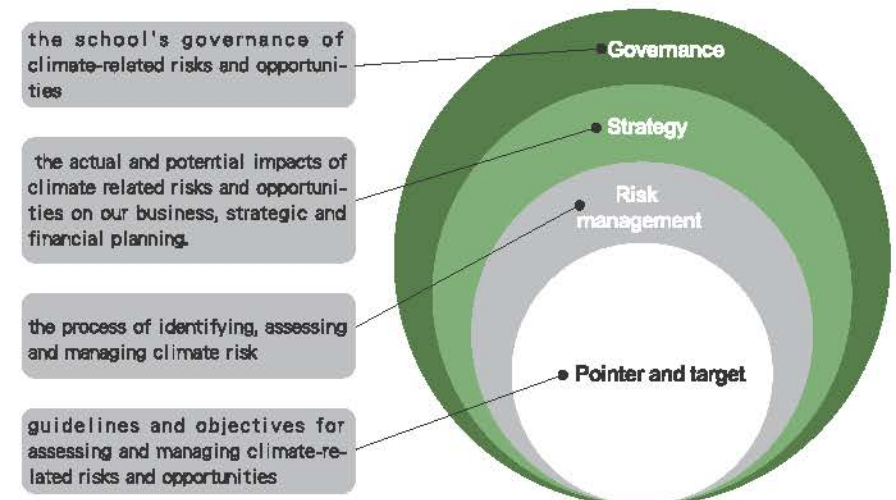 the school's governance of
climate-related risks and opportuni-
ties
Governance
the actual and potential impacts of
climate related risks and opportuni-
ties on our business, strategic and
financial planning.
Strategy
the process of identifying, assessing
and managing climate risk
Risk
management
guidelines and objectives for
assessing and managing climate-re-
lated risks and opportunities
Pointer and target